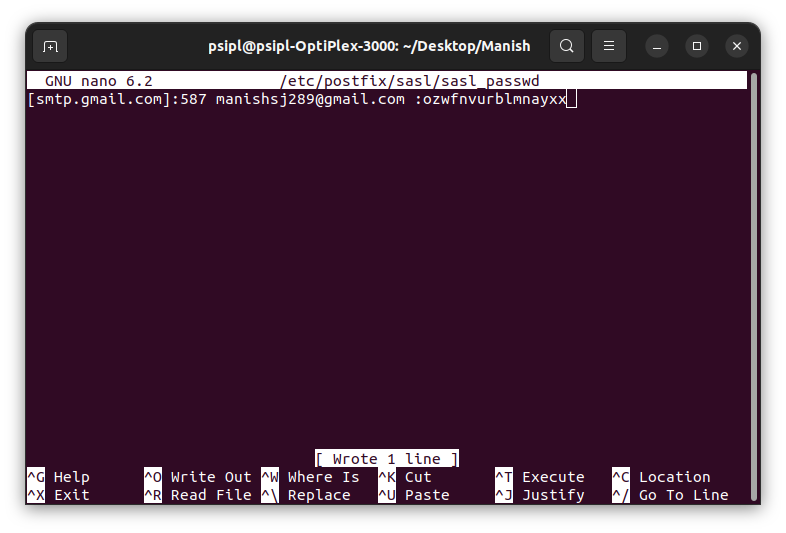 psipl@psipl-OptiPlex-3000: ~/Desktop/Manish
GNU nano 6.2 /etc/postfix/sasl/sasl_passwd
[smtp.gmail.com]:587 manishsj289@gmail.com :ozwfnvurblmnayxx
[ Wrote 1 line ]
^G Help ^O Write Out ^W Where Is ^K Cut ^T Execute ^C Location
^X Exit ^R Read File ^\ Replace ^U Paste ^J Justify ^/ Go To Line